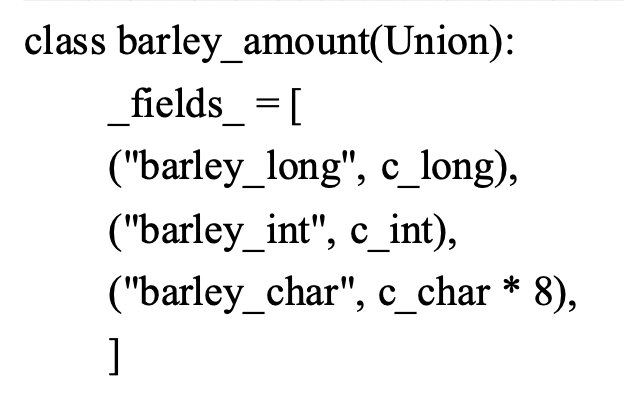 class barley_amount(Union):
_fields_ = [
("barley_long", c_long),
("barley_int", c_int),
("barley_char", c_char * 8),
]